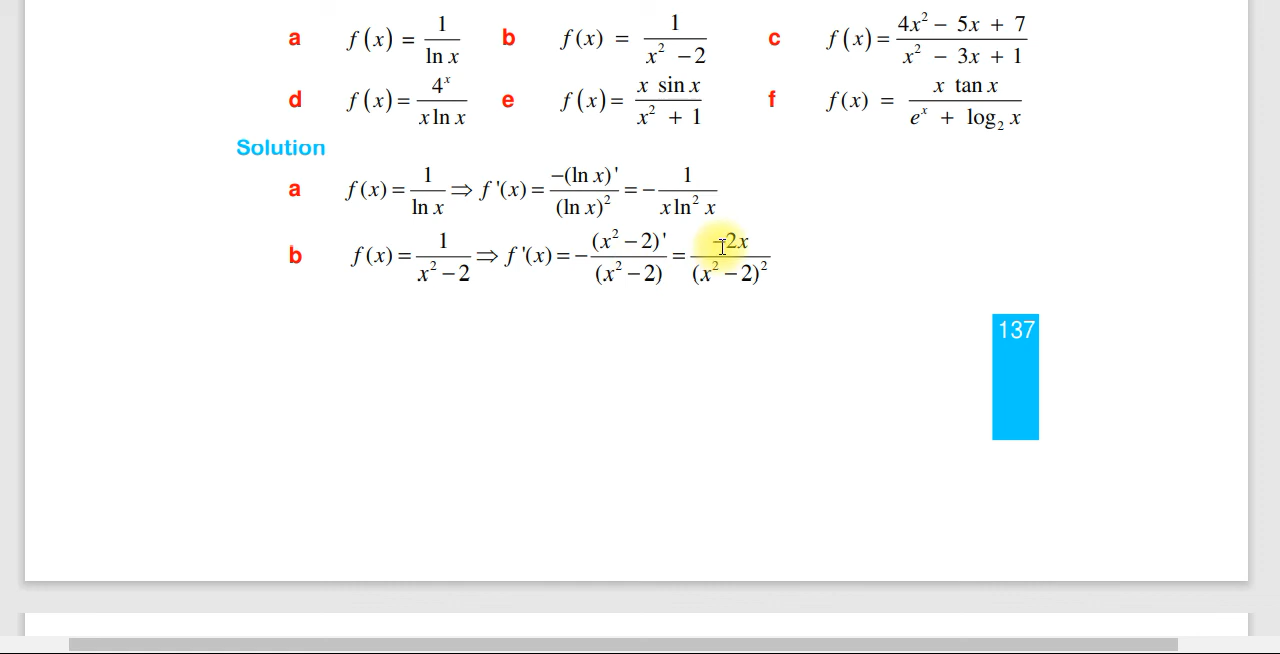 a f(x) = 1/(ln x) b f(x) = 1/(x² − 2) c f(x) = (4x² − 5x + 7)/(x² − 3x + 1)
d f(x) = 4ˣ/(x ln x) e f(x) = (x sin x)/(x² + 1) f f(x) = (x tan x)/(eˣ + log₂ x)
Solution
a f(x) = 1/(ln x) ⇒ f'(x) = −(ln x)'/(ln x)² = − 1/(x ln² x)
b f(x) = 1/(x² − 2) ⇒ f'(x) = − (x² − 2)'/(x² − 2) = −2x/(x² − 2)²
137